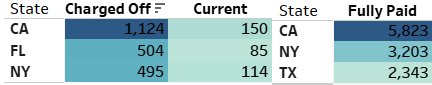 State Charged Off Current
CA 1,124 150
FL 504 85
NY 495 114
State Fully Paid
CA 5,823
NY 3,203
TX 2,343